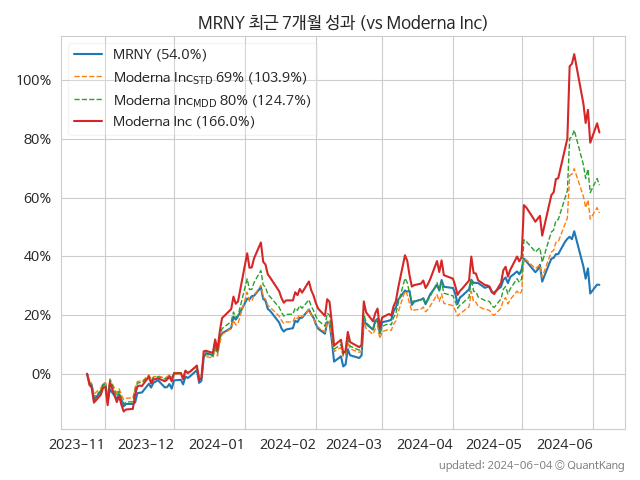 MRNY 최근 7개월 성과 (vs Moderna Inc)
MRNY (54.0%)
Moderna Inc_STD 69% (103.9%)
Moderna Inc_MDD 80% (124.7%)
Moderna Inc (166.0%)
100%
80%
60%
40%
20%
0%
2023-11 2023-12 2024-01 2024-02 2024-03 2024-04 2024-05 2024-06
updated: 2024-06-04 © QuantKang